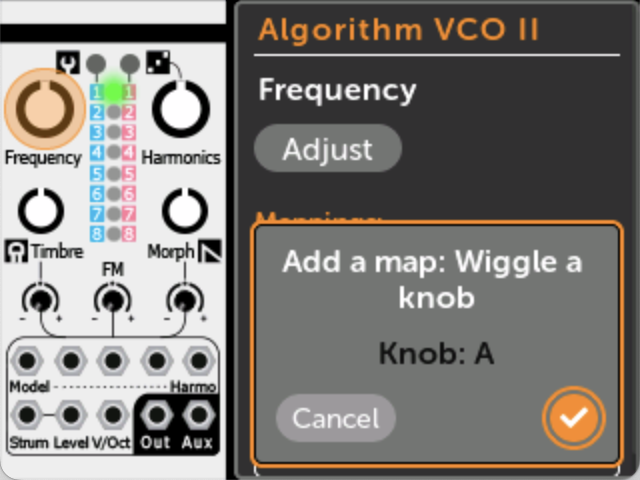 Algorithm VCO II
Frequency
Adjust
Mappings:
Add a map: Wiggle a
knob
Knob: A
Cancel
1 1
2 2
3 3
4 4
5 5
6 6
7 7
8 8
Frequency
Harmonics
Timbre
Morph
FM
- + - +
Model
Harmo
Strum Level V/Oct Out Aux